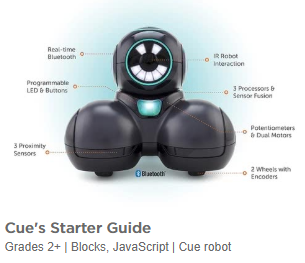 Real-time
Bluetooth
IR Robot
Interaction
Programmable
LED & Buttons
3 Processors &
Sensor Fusion
Potentiometers
& Dual Motors
3 Proximity
Sensors
2 Wheels with
Encoders
Bluetooth
Cue's Starter Guide
Grades 2+ | Blocks, JavaScript | Cue robot